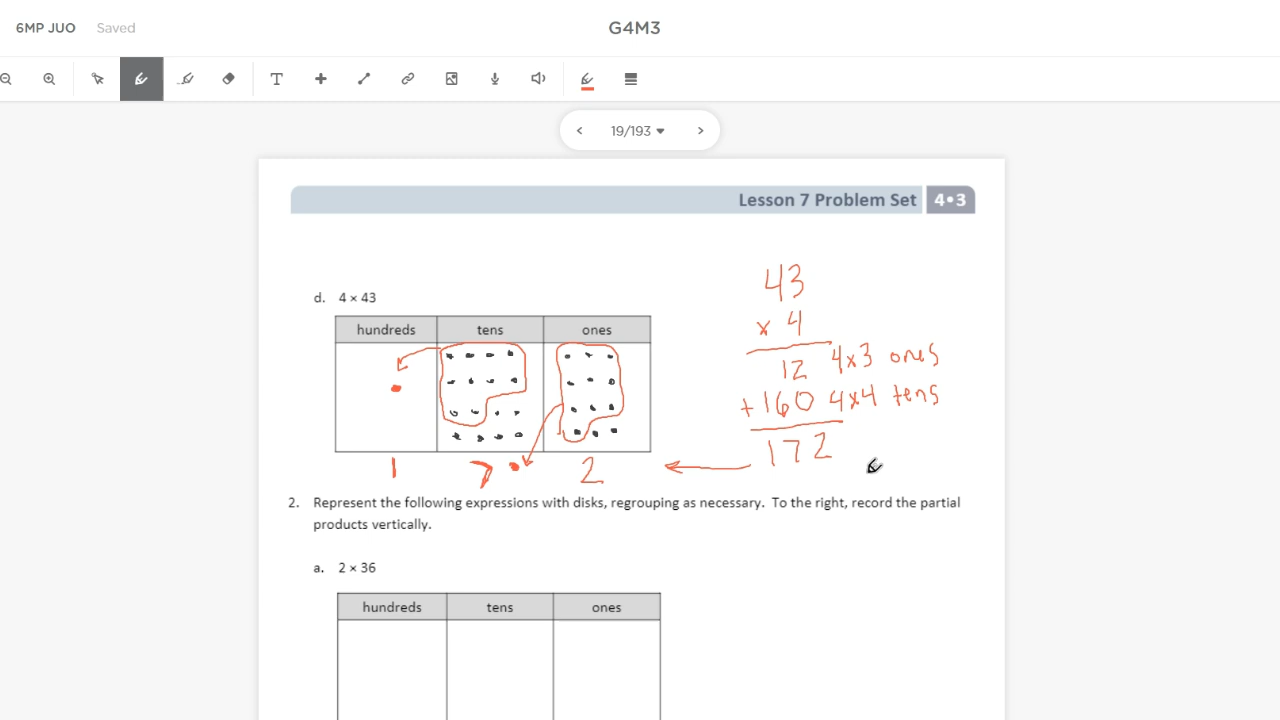 6MP JUO Saved G4M3
19/193
Lesson 7 Problem Set 4•3
d. 4 × 43
hundreds tens ones
1 7 2
43
x 4
12 4x3 ones
+160 4x4 tens
172
2. Represent the following expressions with disks, regrouping as necessary. To the right, record the partial
products vertically.
a. 2 × 36
hundreds tens ones